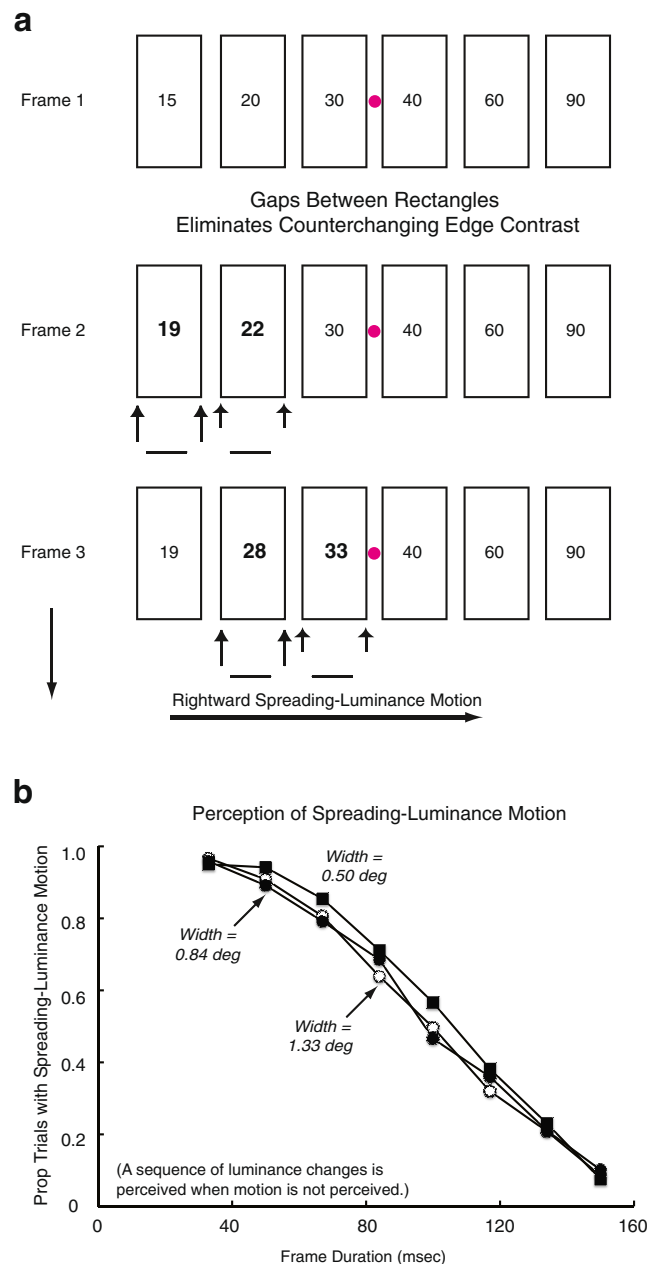 a
Frame 1
15 20 30 40 60 90
Gaps Between Rectangles
Eliminates Counterchanging Edge Contrast
Frame 2
19 22 30 40 60 90
Frame 3
19 28 33 40 60 90
Rightward Spreading-Luminance Motion
b
Perception of Spreading-Luminance Motion
Prop Trials with Spreading-Luminance Motion
1.0
0.8
0.6
0.4
0.2
0
Width =
0.50 deg
Width =
0.84 deg
Width =
1.33 deg
(A sequence of luminance changes is
perceived when motion is not perceived.)
0 40 80 120 160
Frame Duration (msec)